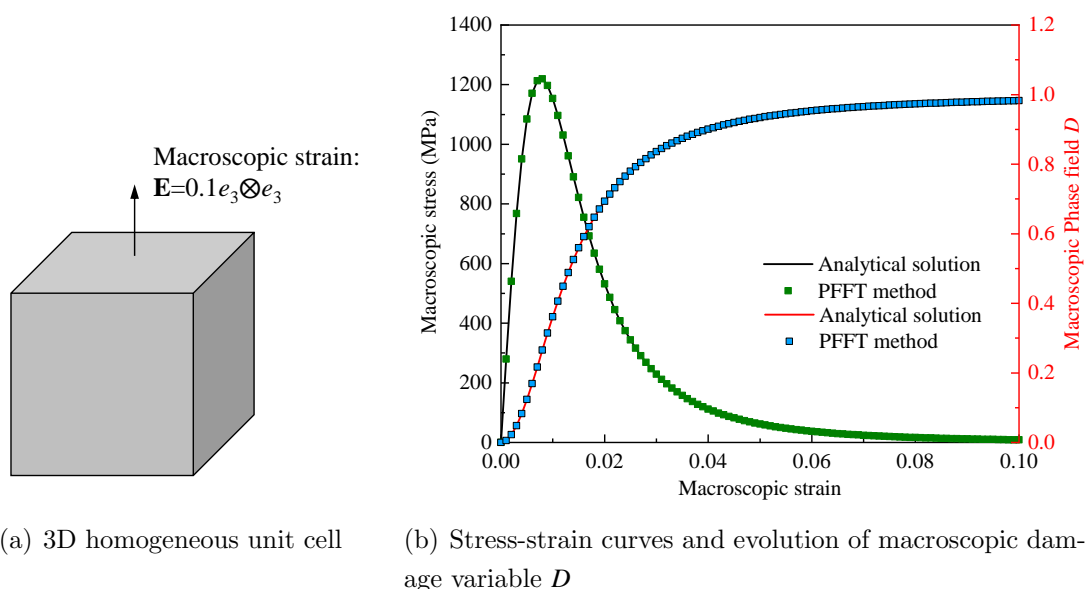 Macroscopic strain:
E=0.1e3⊗e3
1400
1200
1000
800
600
400
200
0
Macroscopic stress (MPa)
1.2
1.0
0.8
0.6
0.4
0.2
0.0
Macroscopic Phase field D
Analytical solution
PFFT method
Analytical solution
PFFT method
0.00 0.02 0.04 0.06 0.08 0.10
Macroscopic strain
(a) 3D homogeneous unit cell
(b) Stress-strain curves and evolution of macroscopic dam-
age variable D